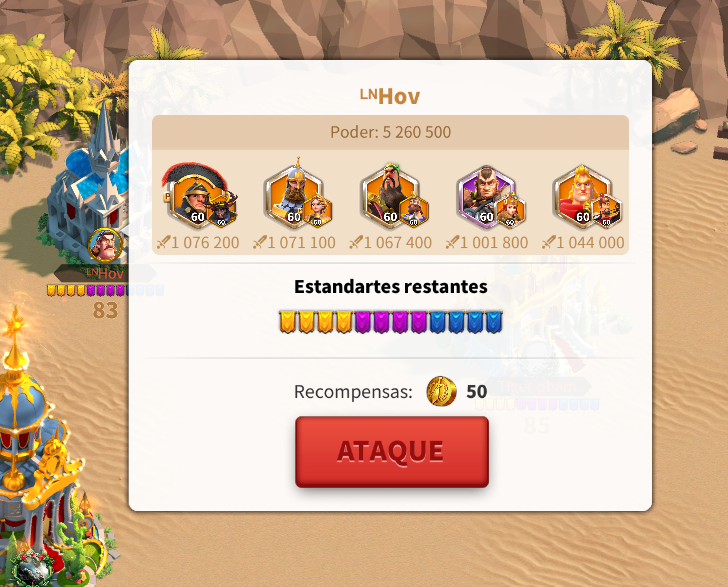 ᴸᴺHov
Poder: 5 260 500
60 60 60 60 60 60 60 60 60 60
1 076 200 1 071 100 1 067 400 1 001 800 1 044 000
ᴸᴺHov
83
Estandartes restantes
Recompensas: 50
85
ATAQUE